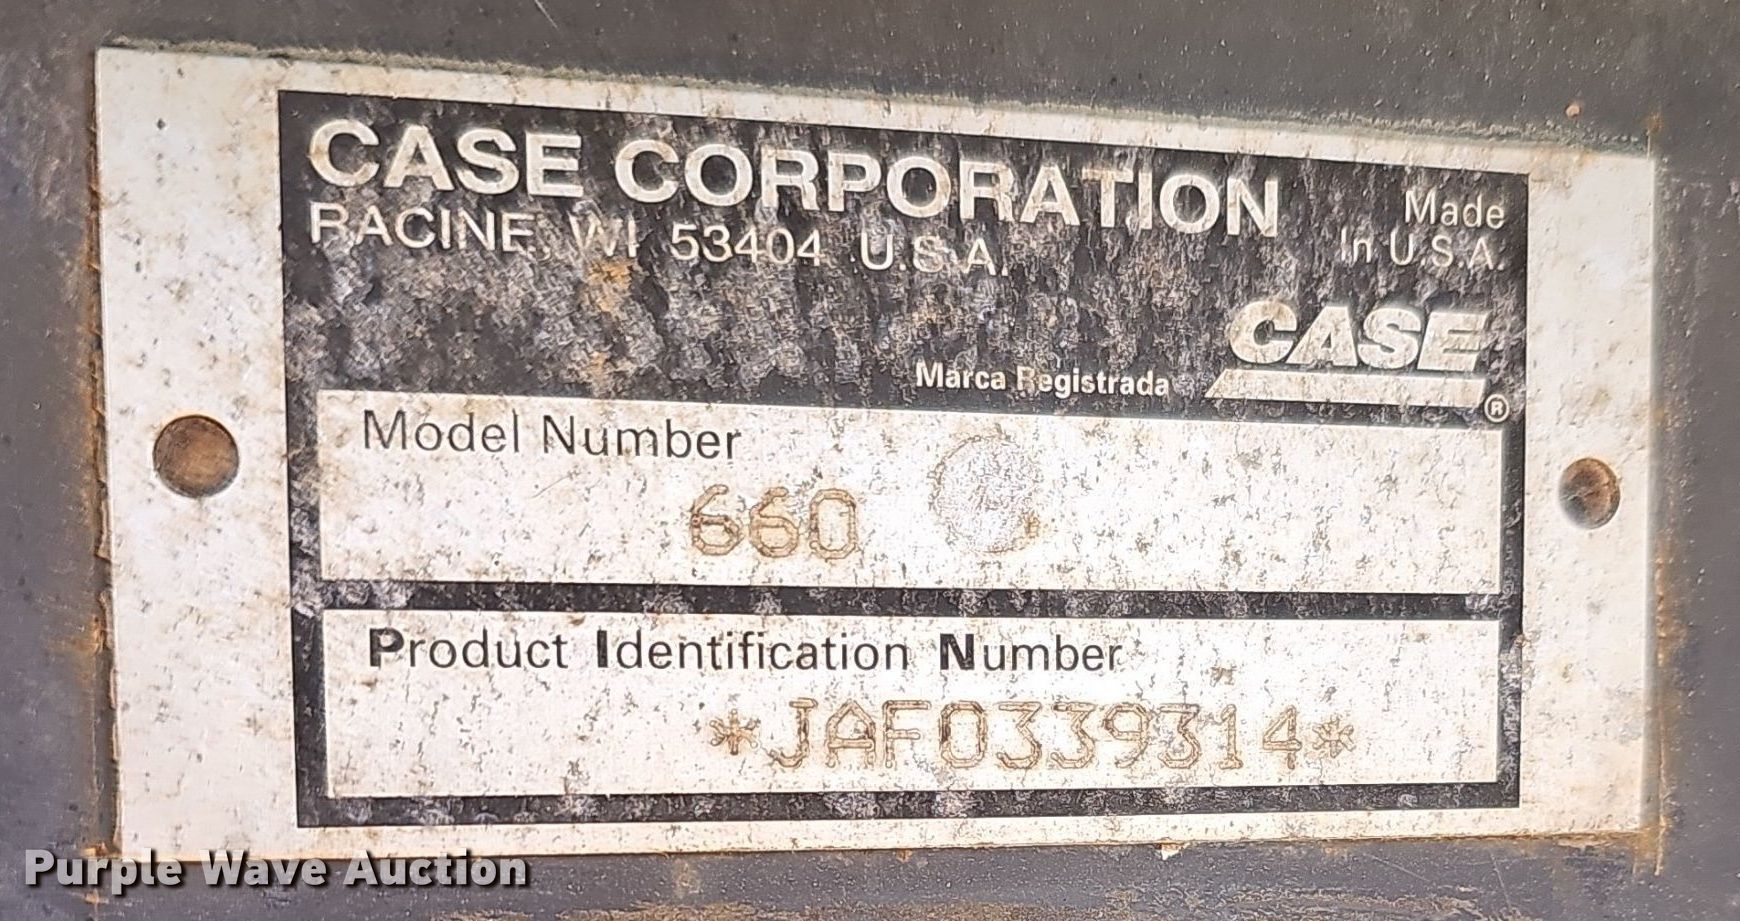 CASE CORPORATION
RACINE, WI 53404 U.S.A.
Made
In U.S.A.
CASE
Marca Registrada
®
Model Number
660
Product Identification Number
*JAF0339314*
Purple Wave Auction